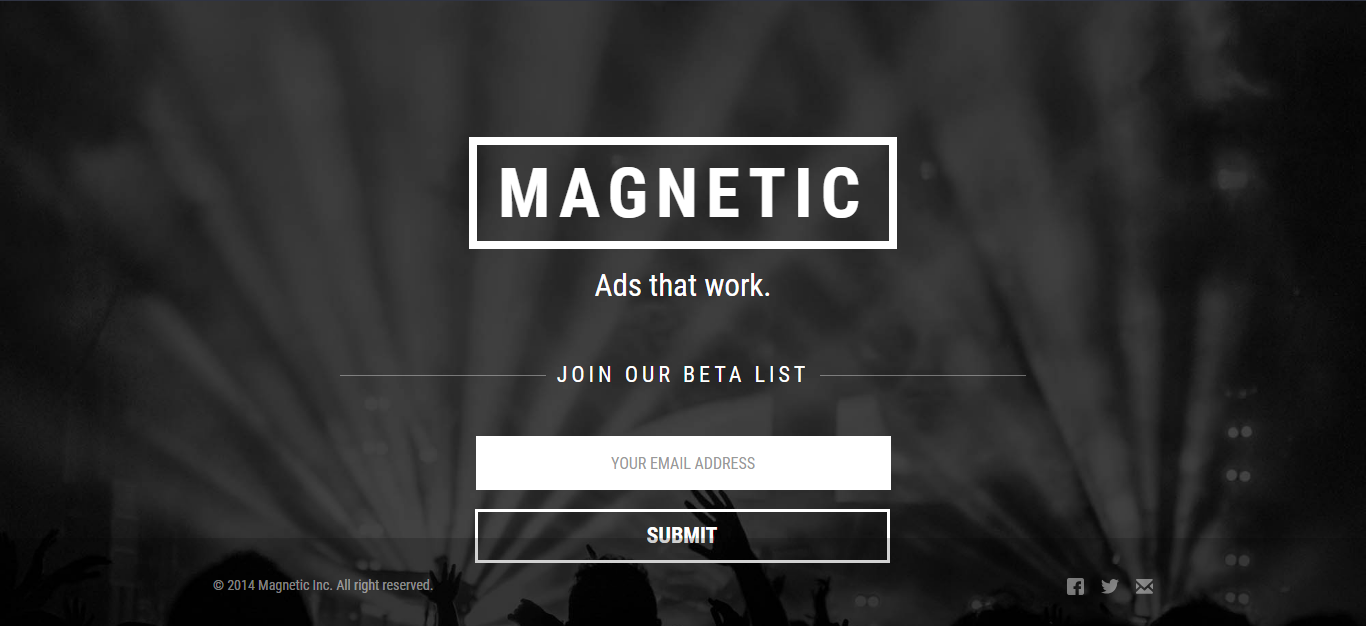 MAGNETIC
Ads that work.
JOIN OUR BETA LIST
YOUR EMAIL ADDRESS
SUBMIT
© 2014 Magnetic Inc. All right reserved.